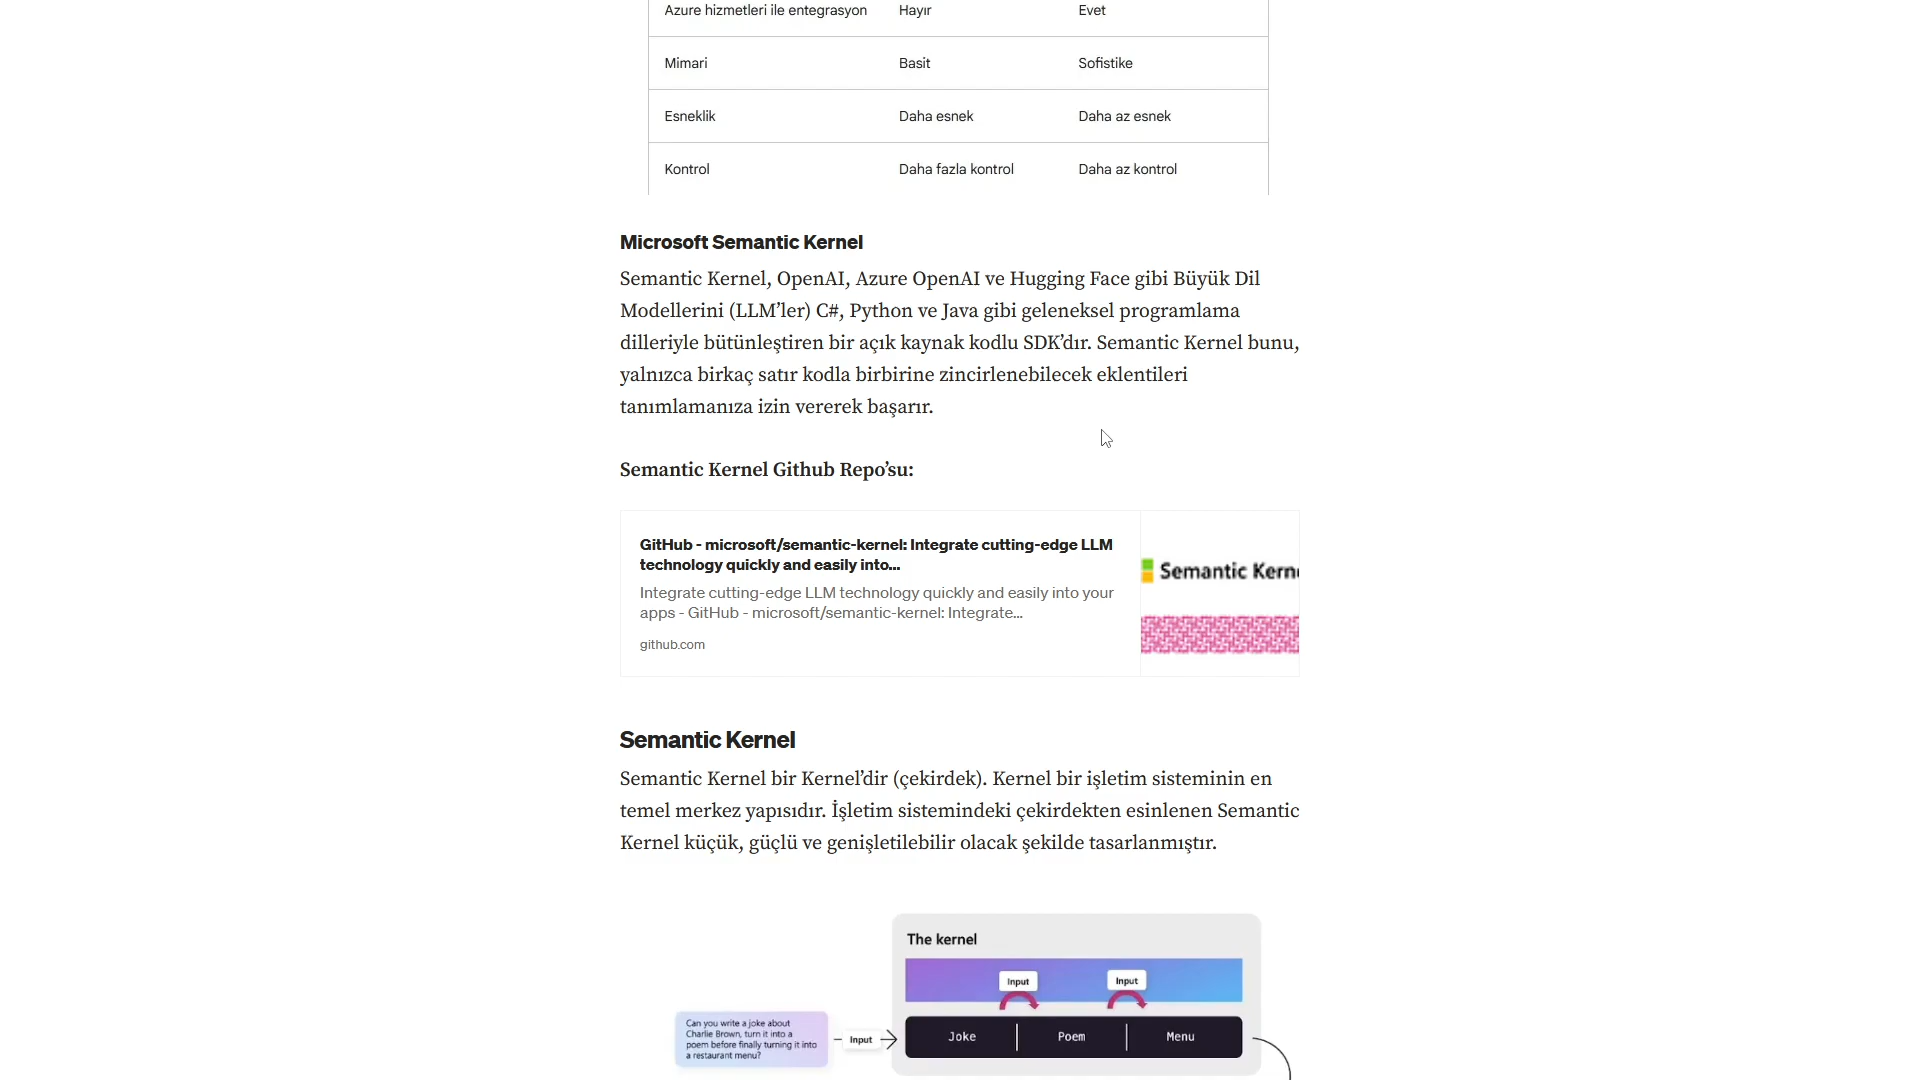 Azure hizmetleri ile entegrasyon Hayır Evet
Mimari Basit Sofistike
Esneklik Daha esnek Daha az esnek
Kontrol Daha fazla kontrol Daha az kontrol
Microsoft Semantic Kernel
Semantic Kernel, OpenAI, Azure OpenAI ve Hugging Face gibi Büyük Dil
Modellerini (LLM’ler) C#, Python ve Java gibi geleneksel programlama
dilleriyle bütünleştiren bir açık kaynak kodlu SDK’dır. Semantic Kernel bunu,
yalnızca birkaç satır kodla birbirine zincirlenebilecek eklentileri
tanımlamanıza izin vererek başarır.
Semantic Kernel Github Repo’su:
GitHub - microsoft/semantic-kernel: Integrate cutting-edge LLM
technology quickly and easily into...
Integrate cutting-edge LLM technology quickly and easily into your
apps - GitHub - microsoft/semantic-kernel: Integrate...
github.com
Semantic Kern
Semantic Kernel
Semantic Kernel bir Kernel’dir (çekirdek). Kernel bir işletim sisteminin en
temel merkez yapısıdır. İşletim sistemindeki çekirdekten esinlenen Semantic
Kernel küçük, güçlü ve genişletilebilir olacak şekilde tasarlanmıştır.
The kernel
Input Input
Can you write a joke about
Charlie Brown, turn it into a
poem before finally turning it into
a restaurant menu?
Input
Joke Poem Menu